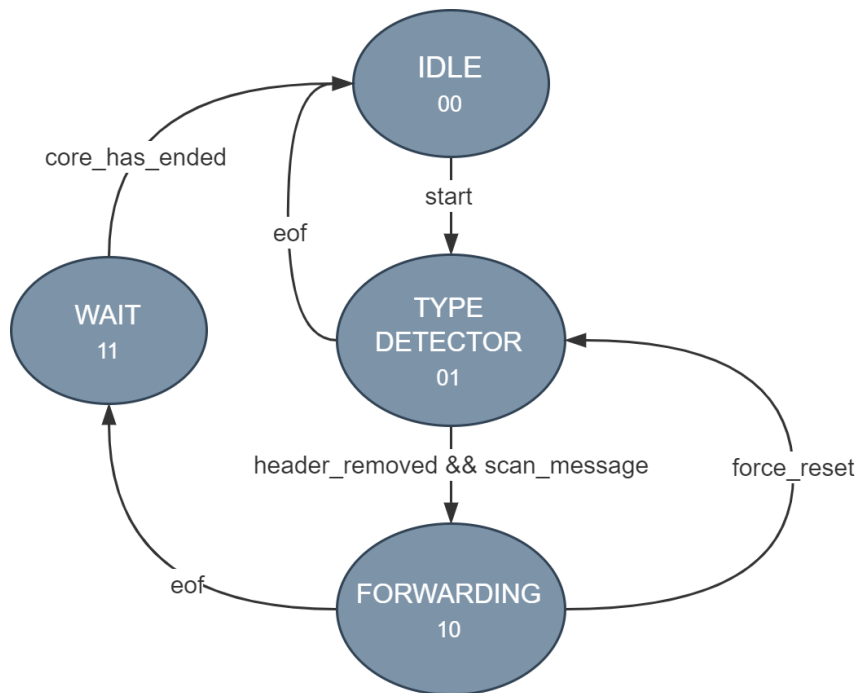 IDLE
00
core_has_ended
start
eof
WAIT
11
TYPE
DETECTOR
01
header_removed && scan_message
force_reset
eof
FORWARDING
10